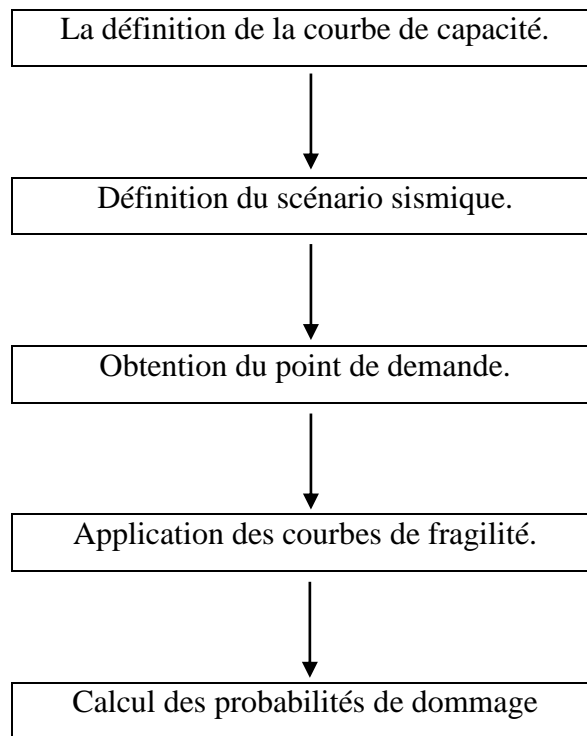 La définition de la courbe de capacité.
Définition du scénario sismique.
Obtention du point de demande.
Application des courbes de fragilité.
Calcul des probabilités de dommage